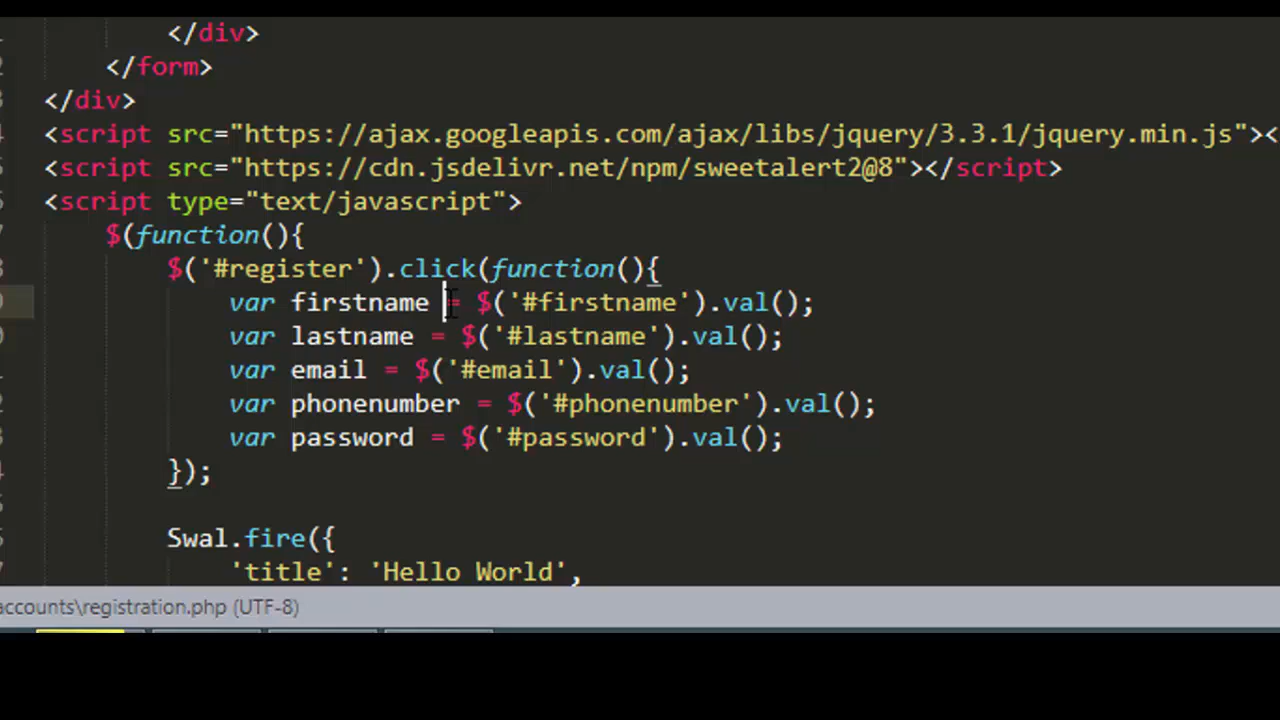 </div>
</form>
</div>
<script src="https://ajax.googleapis.com/ajax/libs/jquery/3.3.1/jquery.min.js"><
<script src="https://cdn.jsdelivr.net/npm/sweetalert2@8"></script>
<script type="text/javascript">
$(function(){
$('#register').click(function(){
var firstname = $('#firstname').val();
var lastname = $('#lastname').val();
var email = $('#email').val();
var phonenumber = $('#phonenumber').val();
var password = $('#password').val();
});
Swal.fire({
'title': 'Hello World',
accounts\registration.php (UTF-8)